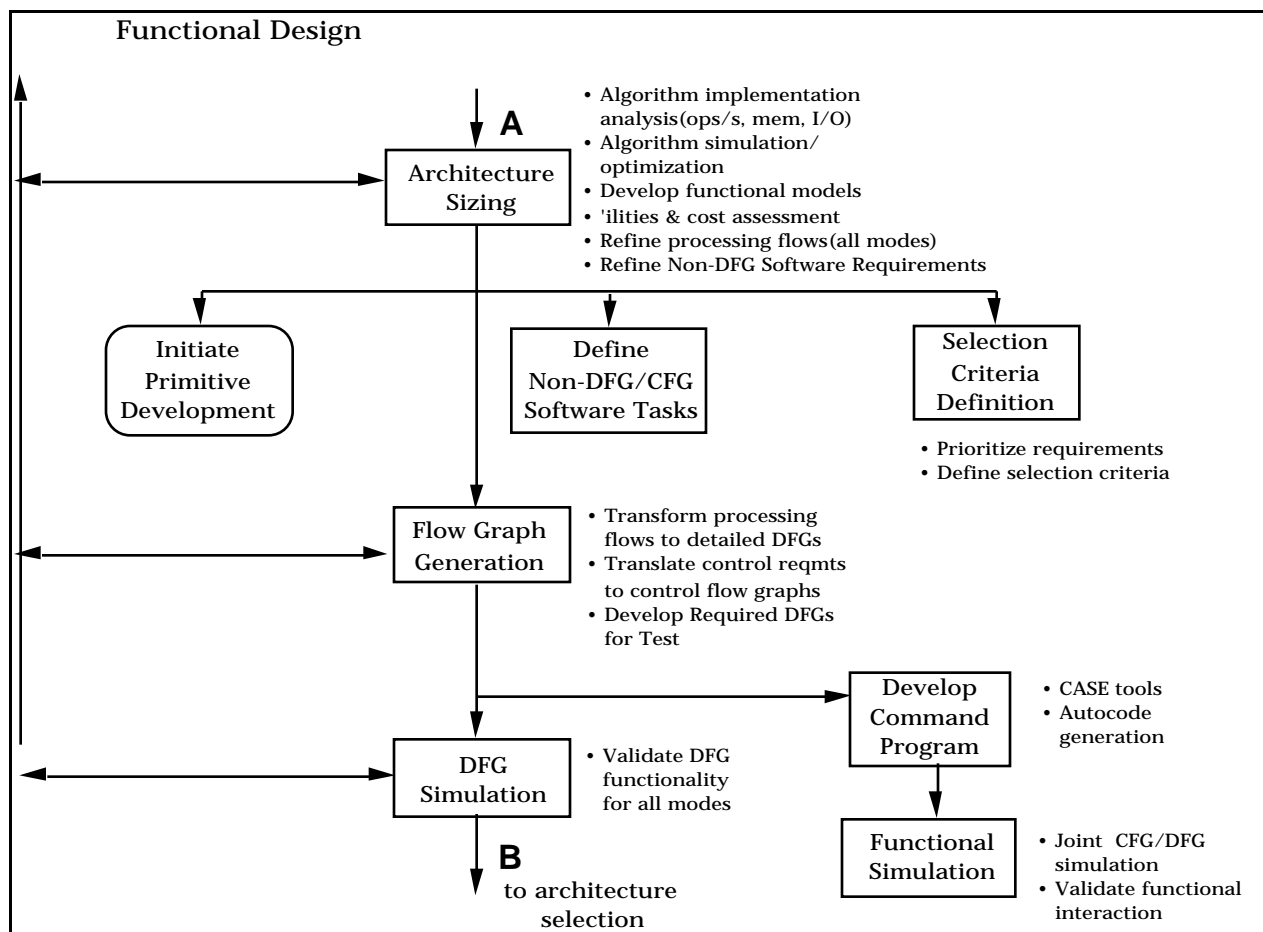 Functional Design
A
• Algorithm implementation
analysis(ops/s, mem, I/O)
• Algorithm simulation/
optimization
• Develop functional models
• 'ilities & cost assessment
• Refine processing flows(all modes)
• Refine Non-DFG Software Requirements
Architecture
Sizing
Initiate
Primitive
Development
Define
Non-DFG/CFG
Software Tasks
Selection
Criteria
Definition
• Prioritize requirements
• Define selection criteria
Flow Graph
Generation
• Transform processing
flows to detailed DFGs
• Translate control reqmts
to control flow graphs
• Develop Required DFGs
for Test
Develop
Command
Program
• CASE tools
• Autocode
generation
DFG
Simulation
• Validate DFG
functionality
for all modes
Functional
Simulation
• Joint CFG/DFG
simulation
• Validate functional
interaction
B
to architecture
selection